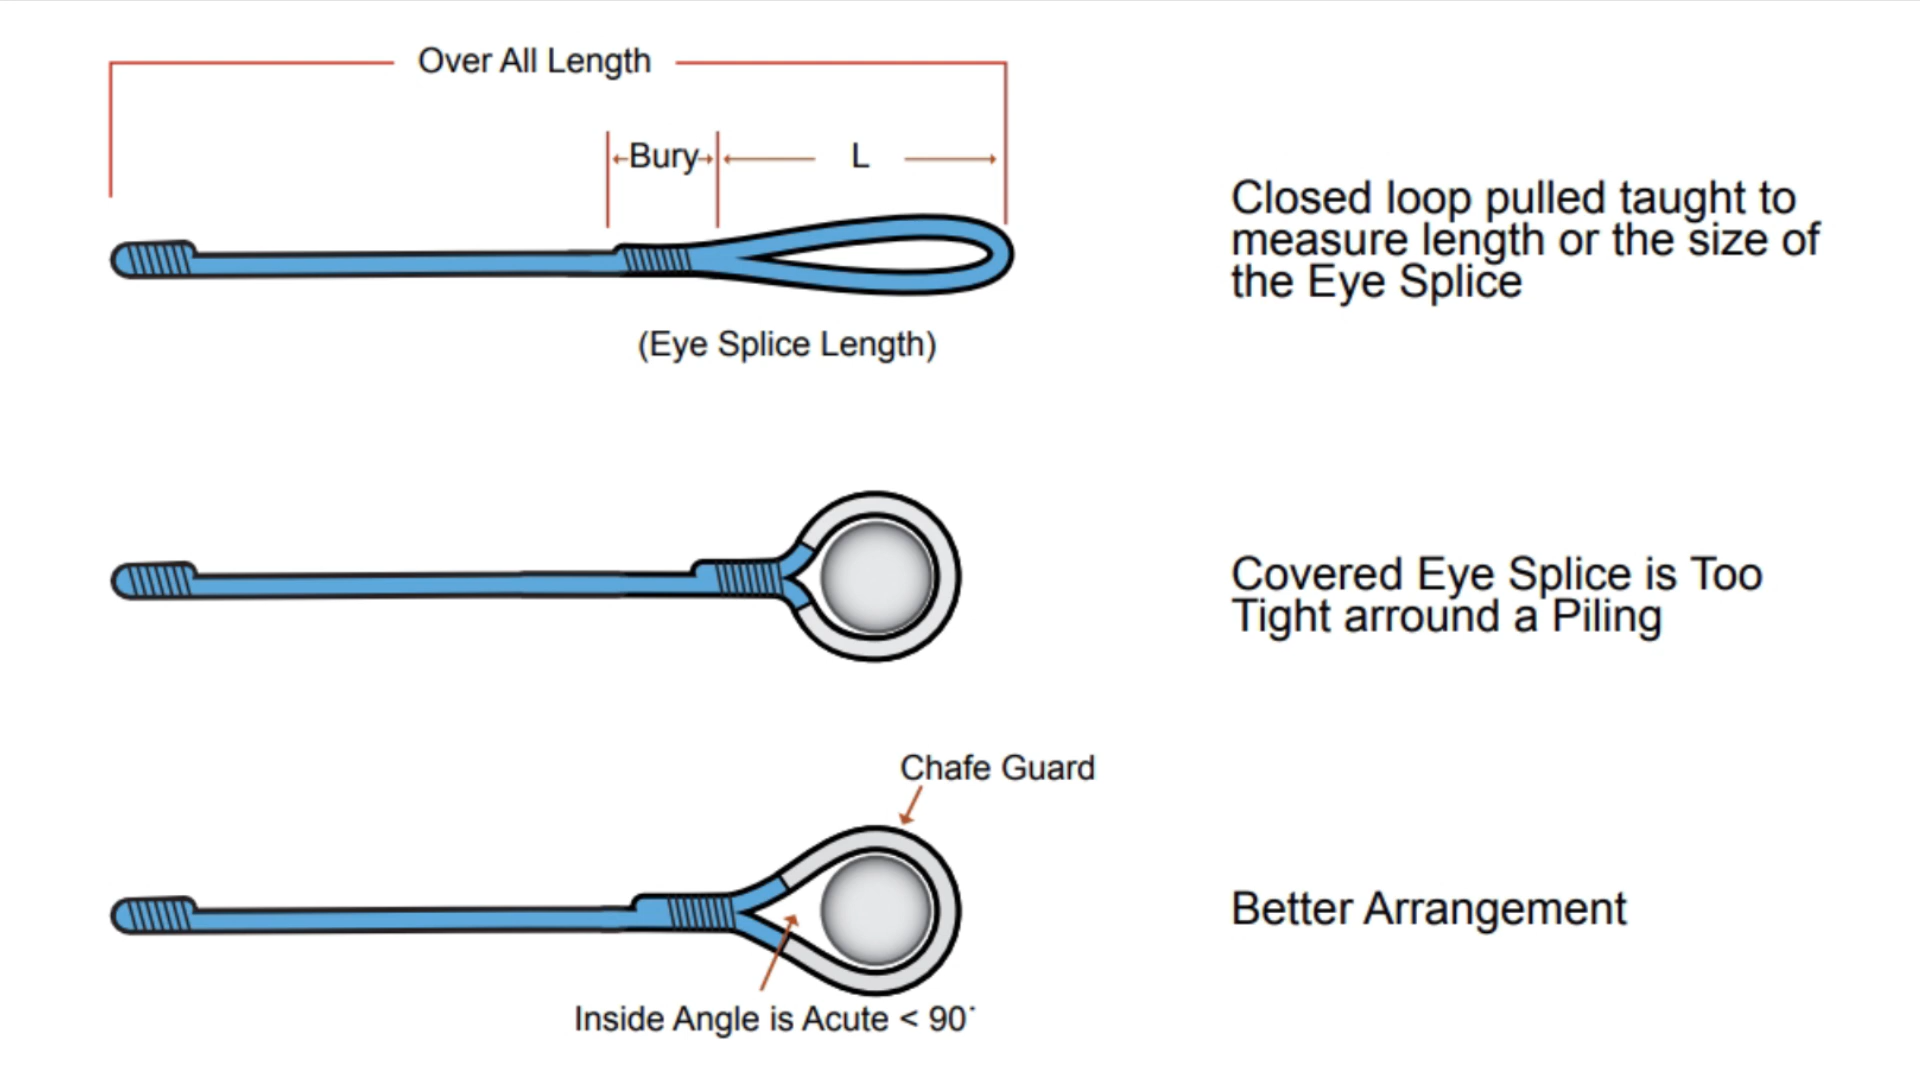 Over All Length
Bury
L
Closed loop pulled taught to
measure length or the size of
the Eye Splice
(Eye Splice Length)
Covered Eye Splice is Too
Tight arround a Piling
Chafe Guard
Better Arrangement
Inside Angle is Acute < 90˚